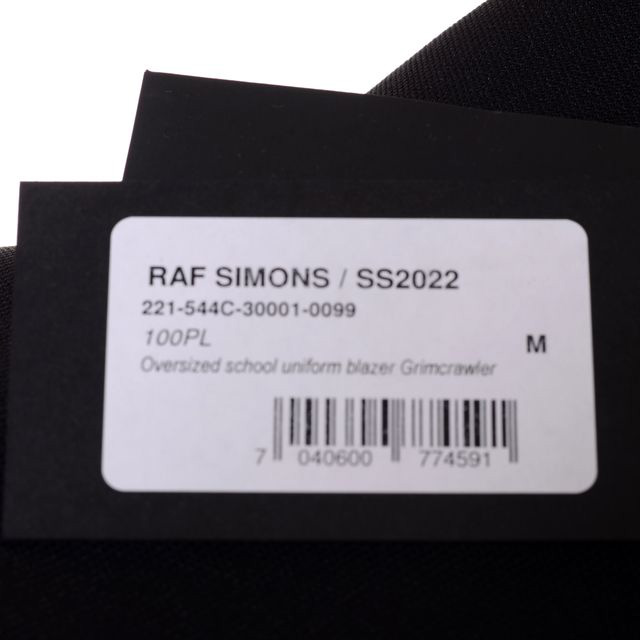 RAF SIMONS / SS2022
221-544C-30001-0099
100PL
M
Oversized school uniform blazer Grimcrawler
7 040600 774591